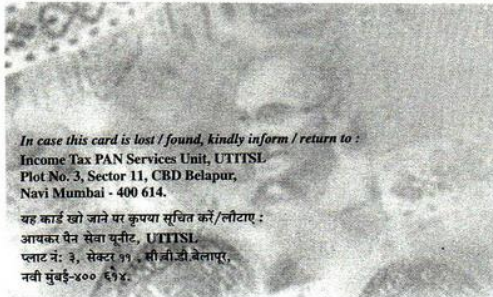 In case this card is lost / found, kindly inform / return to :
Income Tax PAN Services Unit, UTITSL
Plot No. 3, Sector 11, CBD Belapur,
Navi Mumbai - 400 614.
यह कार्ड खो जाने पर कृपया सूचित करें/लौटाए :
आयकर पैन सेवा यूनीट, UTITSL
प्लाट नं: ३, सेक्टर ११ , सी.बी.डी.बेलापूर,
नवी मुंबई-४०० ६१४.